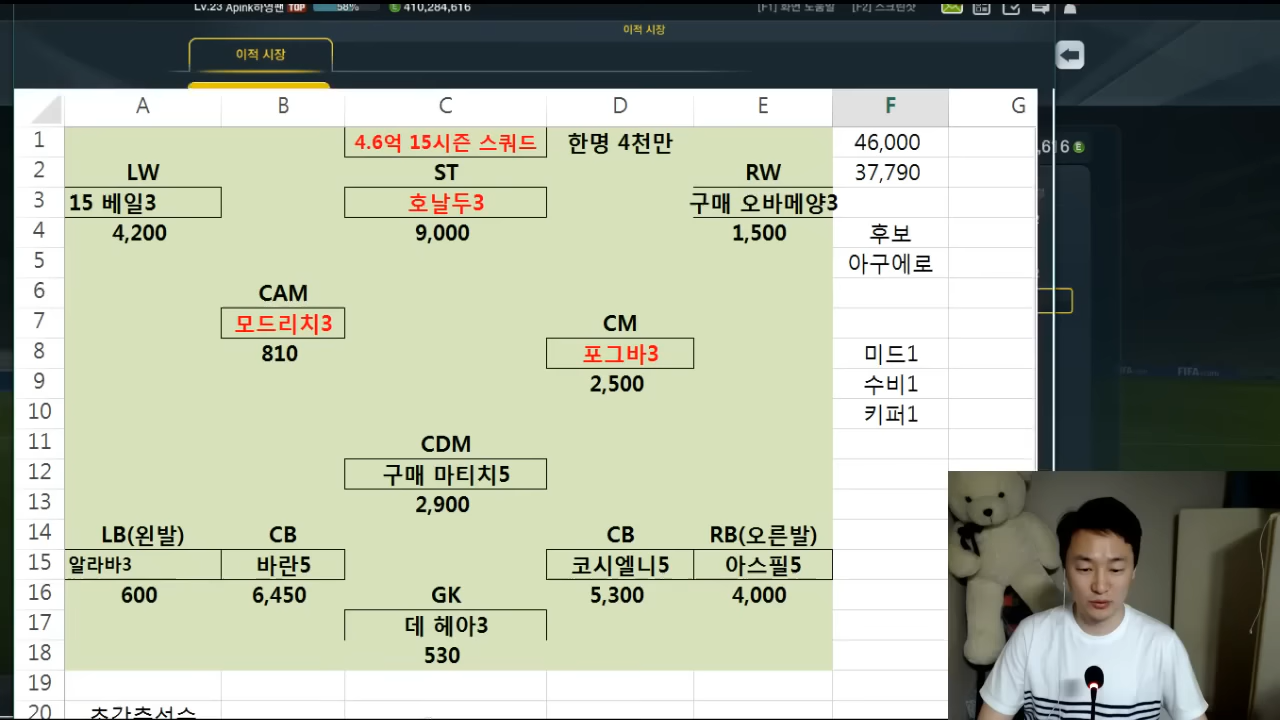 Lv.23 Apink하영팬 TOP 58% E 410,284,616 [F1] 화면 도움말 [F2] 스크린샷
이적 시장
이적 시장
A B C D E F G
1 4.6억 15시즌 스쿼드 한명 4천만 46,000
,616 E
2 LW ST RW 37,790
3 15 베일3 호날두3 구매 오바메양3
4 4,200 9,000 1,500 후보
5 아구에로
6 CAM
7 모드리치3 CM
8 810 포그바3 미드1
9 2,500 수비1
10 키퍼1
11 CDM
12 구매 마티치5
13 2,900
14 LB(왼발) CB CB RB(오른발)
15 알라바3 바란5 코시엘니5 아스필5
16 600 6,450 GK 5,300 4,000
17 데 헤아3
18 530
19
20